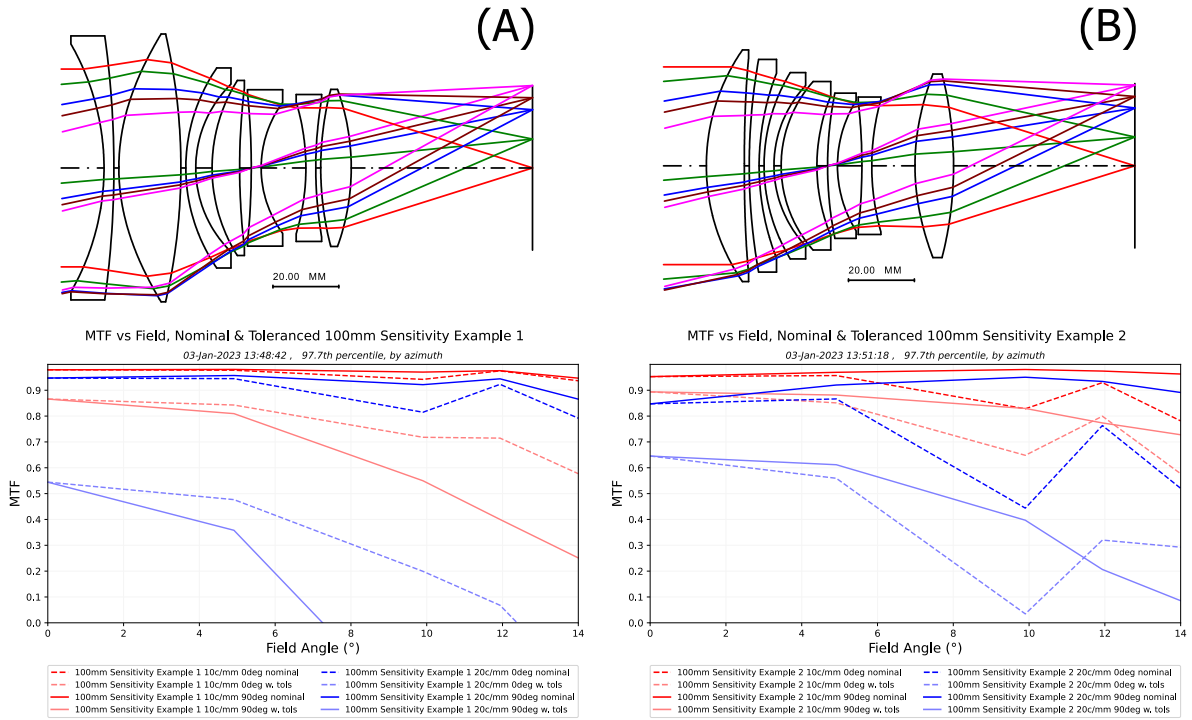 (A)
(B)
20.00 MM
20.00 MM
MTF vs Field, Nominal & Toleranced 100mm Sensitivity Example 1
03-Jan-2023 13:48:42 , 97.7th percentile, by azimuth
0.9
0.8
0.7
0.6
0.5
0.4
0.3
0.2
0.1
0.0
MTF
0 2 4 6 8 10 12 14
Field Angle (°)
100mm Sensitivity Example 1 10c/mm 0deg nominal
100mm Sensitivity Example 1 10c/mm 0deg w. tols
100mm Sensitivity Example 1 10c/mm 90deg nominal
100mm Sensitivity Example 1 10c/mm 90deg w. tols
100mm Sensitivity Example 1 20c/mm 0deg nominal
100mm Sensitivity Example 1 20c/mm 0deg w. tols
100mm Sensitivity Example 1 20c/mm 90deg nominal
100mm Sensitivity Example 1 20c/mm 90deg w. tols
MTF vs Field, Nominal & Toleranced 100mm Sensitivity Example 2
03-Jan-2023 13:51:18 , 97.7th percentile, by azimuth
0.9
0.8
0.7
0.6
0.5
0.4
0.3
0.2
0.1
0.0
MTF
0 2 4 6 8 10 12 14
Field Angle (°)
100mm Sensitivity Example 2 10c/mm 0deg nominal
100mm Sensitivity Example 2 10c/mm 0deg w. tols
100mm Sensitivity Example 2 10c/mm 90deg nominal
100mm Sensitivity Example 2 10c/mm 90deg w. tols
100mm Sensitivity Example 2 20c/mm 0deg nominal
100mm Sensitivity Example 2 20c/mm 0deg w. tols
100mm Sensitivity Example 2 20c/mm 90deg nominal
100mm Sensitivity Example 2 20c/mm 90deg w. tols